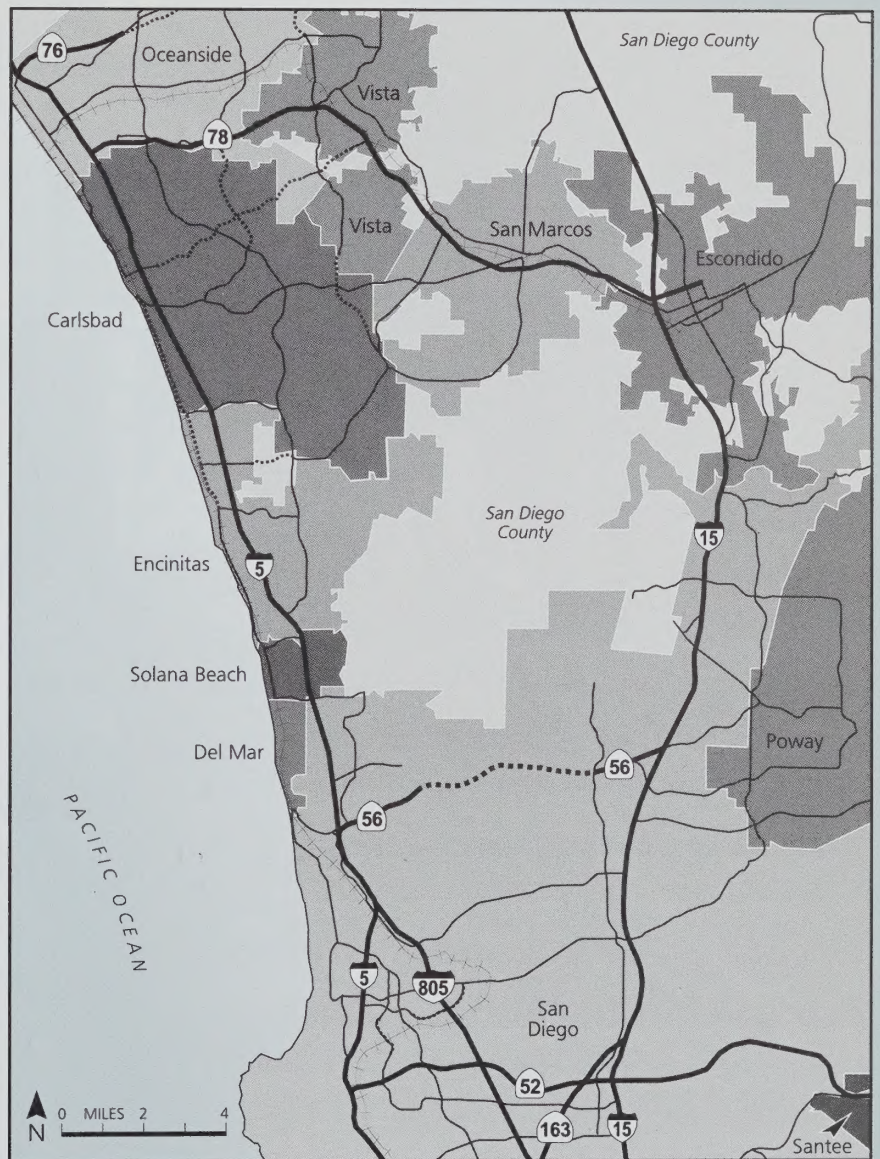 San Diego County
76
Oceanside
Vista
78
Vista
San Marcos
Escondido
Carlsbad
San Diego
County
15
Encinitas
5
Solana Beach
Del Mar
Poway
56
56
PACIFIC OCEAN
5
805
San
Diego
52
0 MILES 2 4
N
163
15
Santee